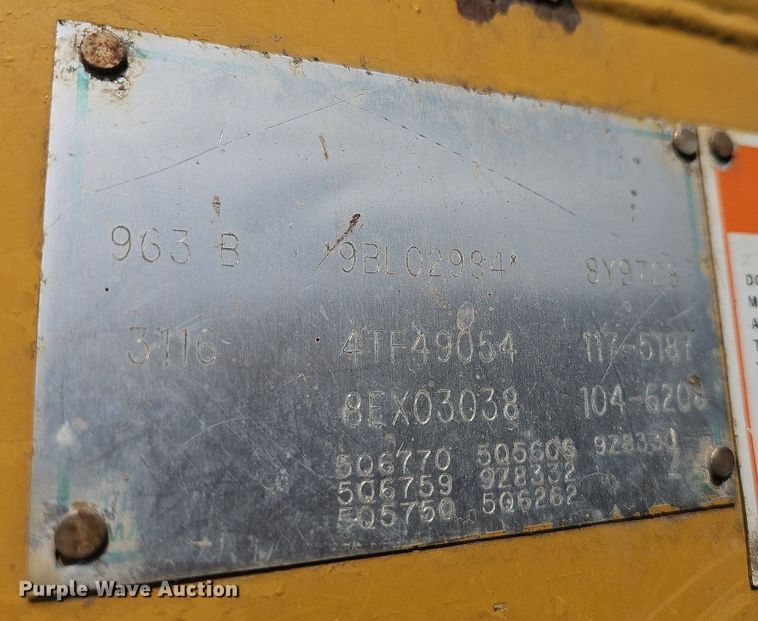 963 B *9BL02984* 8Y9728
3116 4TF49054 117-5187
8EX03038 104-6208
5Q6770 5Q5606
5Q6759 9Z8332
5Q5750 5Q6262
DO
M
A
T
Purple Wave Auction